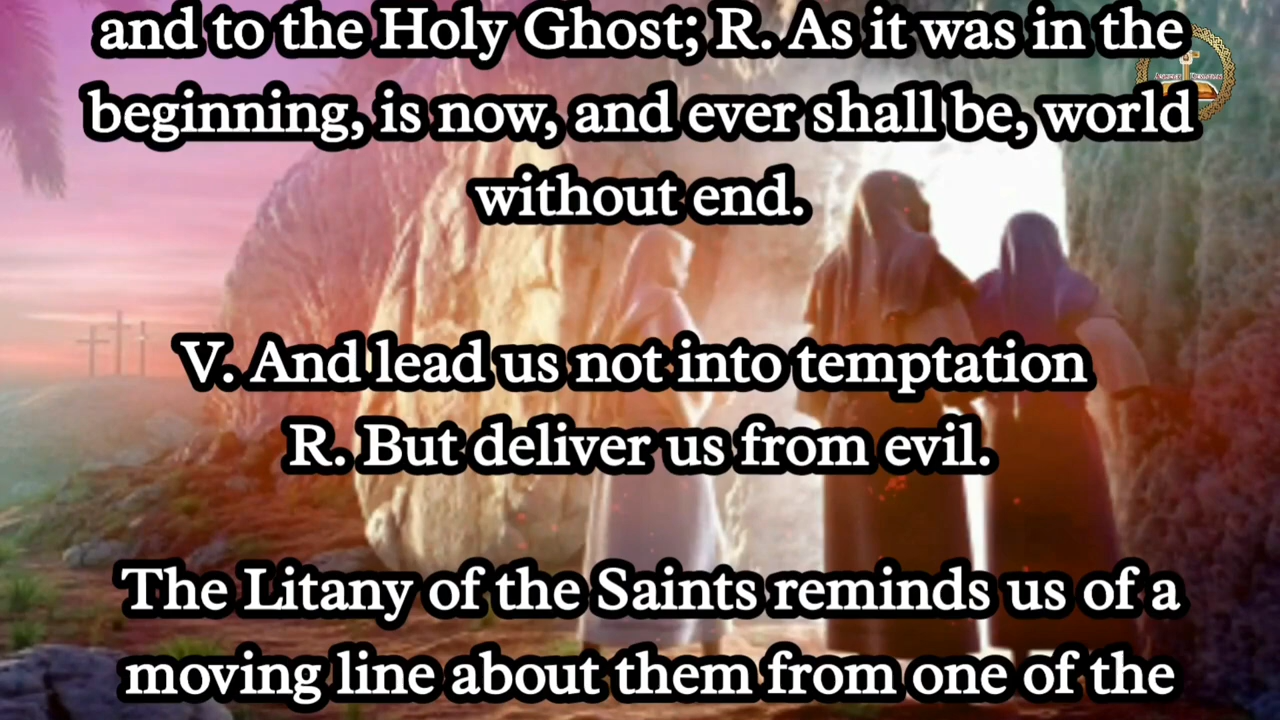 and to the Holy Ghost; R. As it was in the
beginning, is now, and ever shall be, world
without end.
V. And lead us not into temptation
R. But deliver us from evil.
The Litany of the Saints reminds us of a
moving line about them from one of the